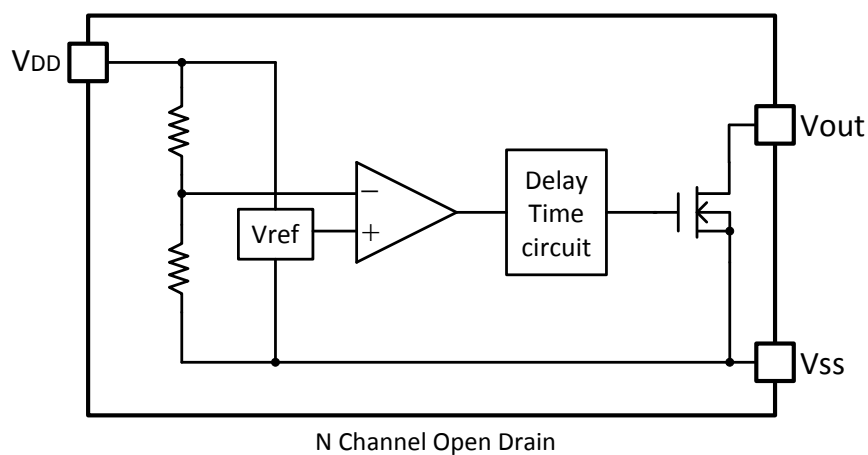 VDD
Vout
Delay
Time
circuit
−
Vref
+
Vss
N Channel Open Drain